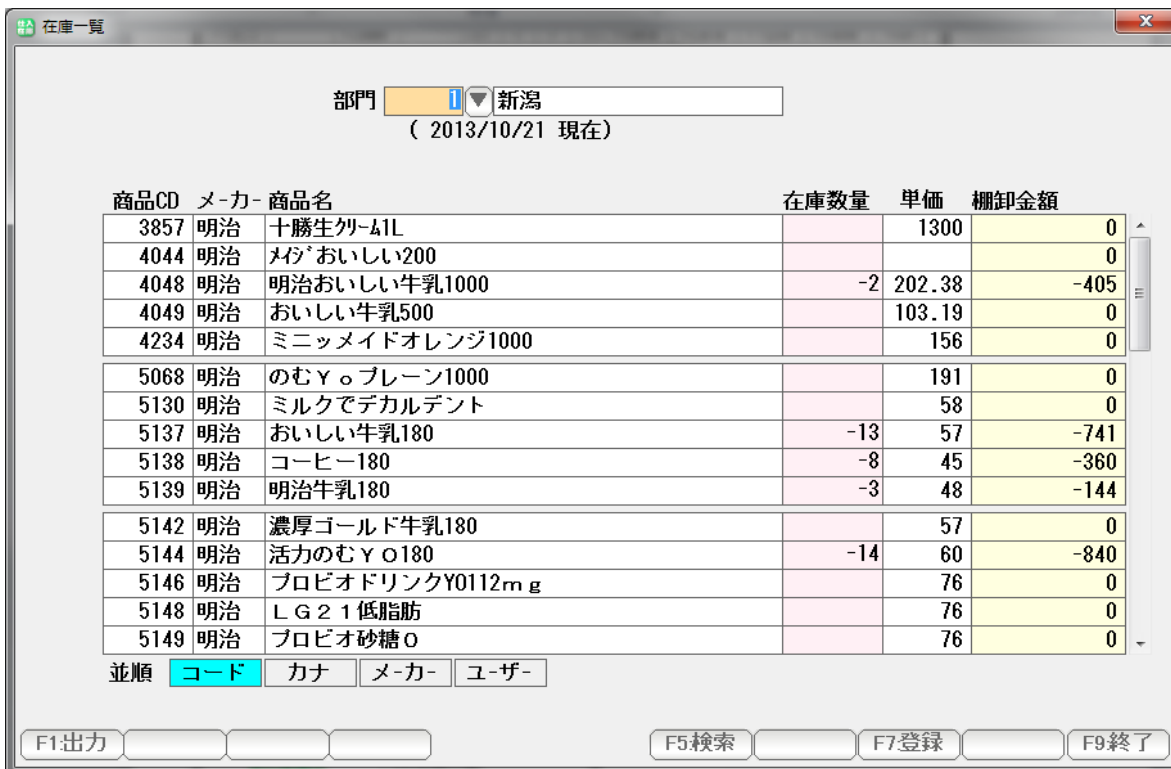 在庫一覧
部門 1 新潟
( 2013/10/21 現在)
商品CD メ-カ- 商品名 在庫数量 単価 棚卸金額
3857 明治 十勝生ｸﾘｰﾑ1L 1300 0
4044 明治 ﾒｲｼﾞおいしい200 0
4048 明治 明治おいしい牛乳1000 -2 202.38 -405
4049 明治 おいしい牛乳500 103.19 0
4234 明治 ミニッメイドオレンジ1000 156 0
5068 明治 のむＹｏプレーン1000 191 0
5130 明治 ミルクでデカルデント 58 0
5137 明治 おいしい牛乳180 -13 57 -741
5138 明治 コーヒー180 -8 45 -360
5139 明治 明治牛乳180 -3 48 -144
5142 明治 濃厚ゴールド牛乳180 57 0
5144 明治 活力のむＹＯ180 -14 60 -840
5146 明治 プロビオドリンクYO112ｍｇ 76 0
5148 明治 ＬＧ２１低脂肪 76 0
5149 明治 プロビオ砂糖０ 76 0
並順 コード カナ メ-カ- ユ-ザ-
F1:出力 F5:検索 F7:登録 F9:終了